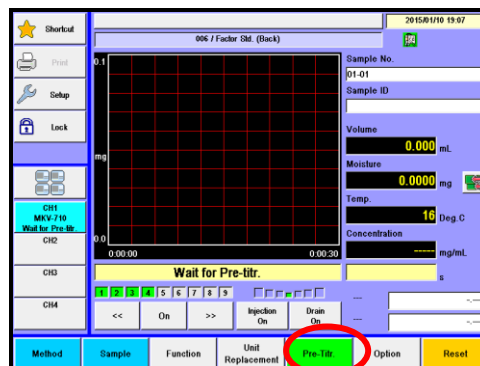 Shortcut
2015/01/10 19:07
006 / Factor Std. (Back)
Print
Setup
Lock
0.1
mg
0.0
0:00:00
0:00:30
Sample No.
01-01
Sample ID
Volume
0.000 mL
Moisture
0.0000 mg
Temp.
16 Deg.C
Concentration
----- mg/mL
s
CH1
MKV-710
Wait for Pre-titr.
CH2
CH3
CH4
Wait for Pre-titr.
1 2 3 4 5 6 7 8 9
<< On >> Injection On Drain On
--- -.---
--- -.---
Method Sample Function Unit Replacement Pre-Titr. Option Reset